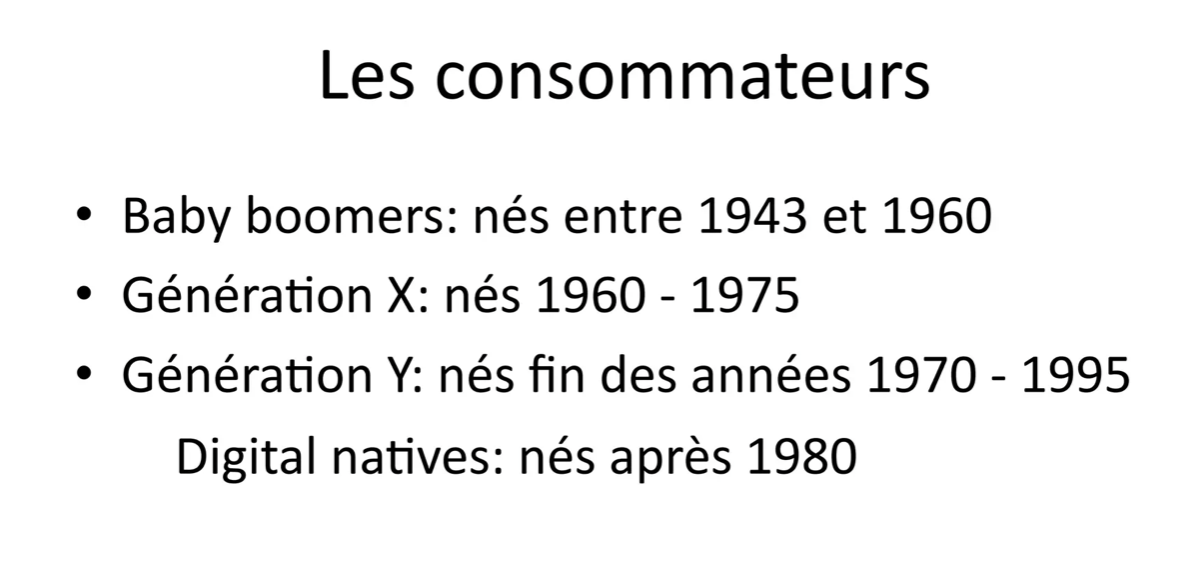 Les consommateurs
• Baby boomers: nés entre 1943 et 1960
• Génération X: nés 1960 - 1975
• Génération Y: nés fin des années 1970 - 1995
Digital natives: nés après 1980